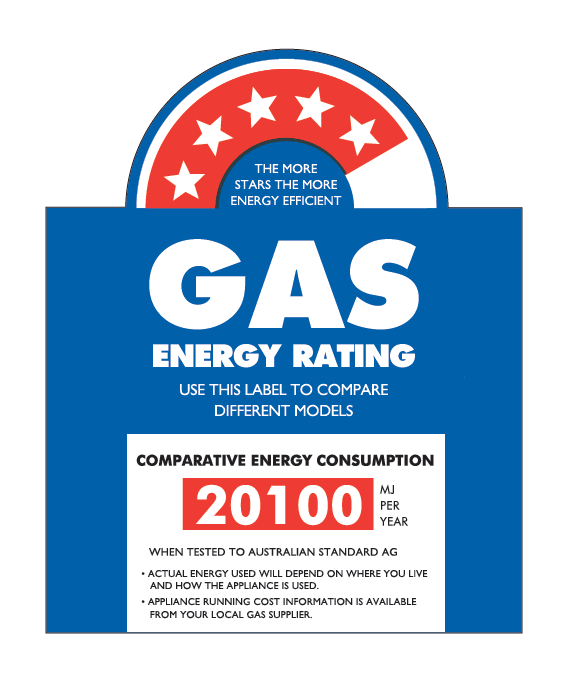 THE MORE
STARS THE MORE
ENERGY EFFICIENT
GAS
ENERGY RATING
USE THIS LABEL TO COMPARE
DIFFERENT MODELS
COMPARATIVE ENERGY CONSUMPTION
20100
MJ
PER
YEAR
WHEN TESTED TO AUSTRALIAN STANDARD AG
• ACTUAL ENERGY USED WILL DEPEND ON WHERE YOU LIVE
AND HOW THE APPLIANCE IS USED.
• APPLIANCE RUNNING COST INFORMATION IS AVAILABLE
FROM YOUR LOCAL GAS SUPPLIER.